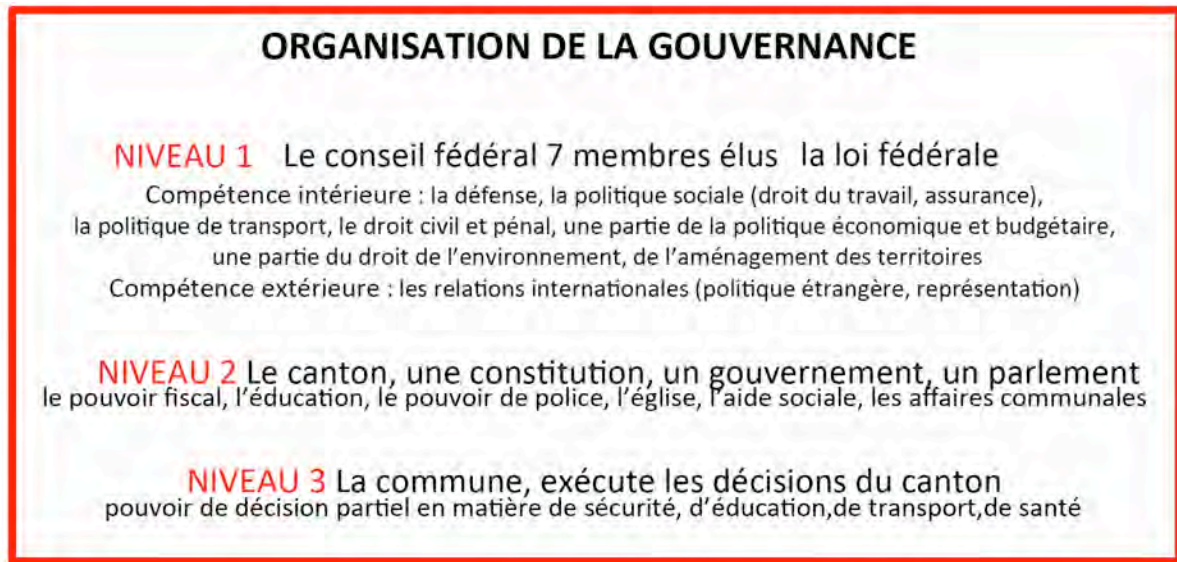 ORGANISATION DE LA GOUVERNANCE
NIVEAU 1 Le conseil fédéral 7 membres élus la loi fédérale
Compétence intérieure : la défense, la politique sociale (droit du travail, assurance),
la politique de transport, le droit civil et pénal, une partie de la politique économique et budgétaire,
une partie du droit de l'environnement, de l'aménagement des territoires
Compétence extérieure : les relations internationales (politique étrangère, représentation)
NIVEAU 2 Le canton, une constitution, un gouvernement, un parlement
le pouvoir fiscal, l'éducation, le pouvoir de police, l'église, l'aide sociale, les affaires communales
NIVEAU 3 La commune, exécute les décisions du canton
pouvoir de décision partiel en matière de sécurité, d'éducation,de transport,de santé